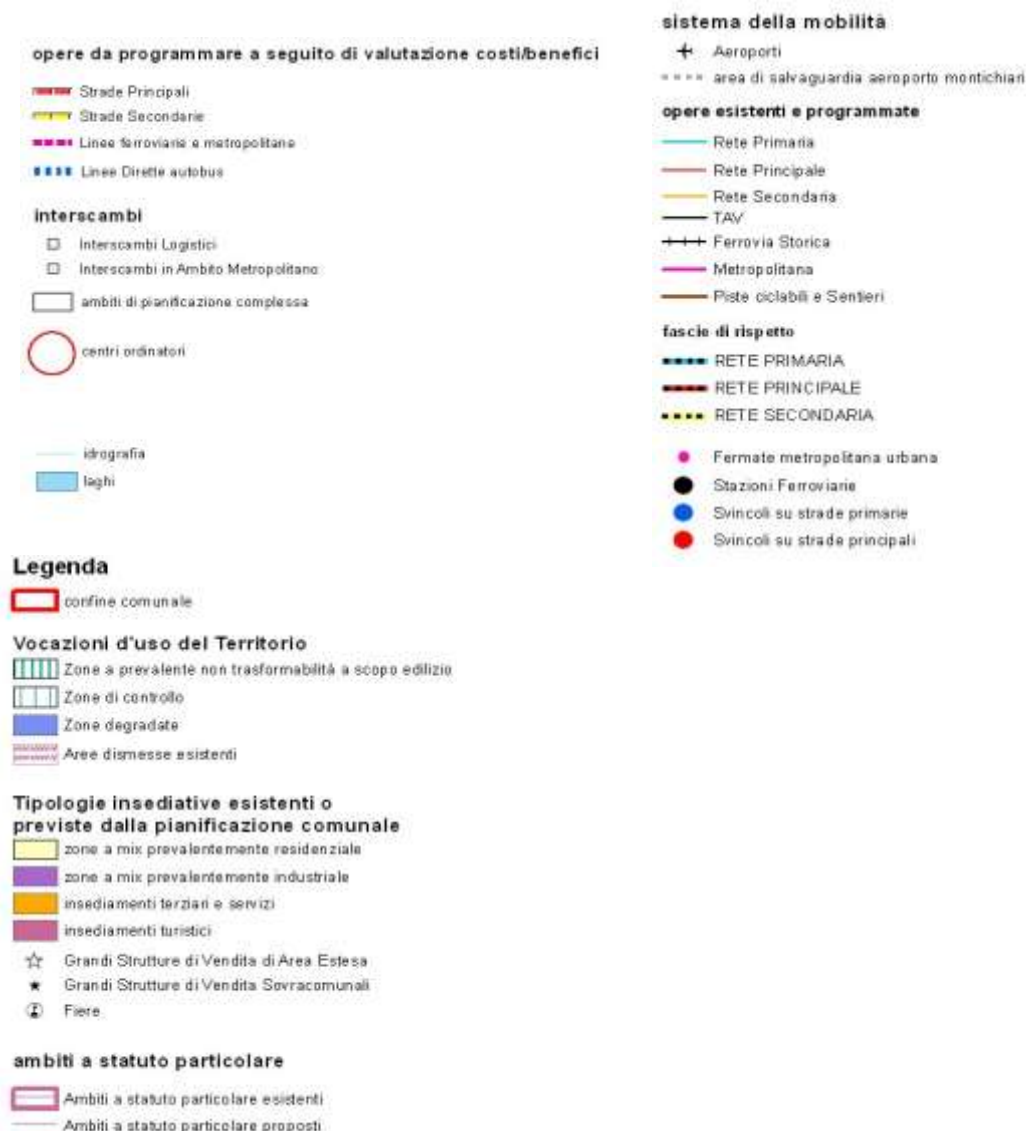 opere da programmare a seguito di valutazione costi/benefici
Strade Principali
Strade Secondarie
Linee ferroviarie e metropolitane
Linee Dirette autobus
interscambi
Interscambi Logistici
Interscambi in Ambito Metropolitano
ambiti di pianificazione complessa
centri ordinatori
idrografia
laghi
sistema della mobilità
Aeroporti
area di salvaguardia aeroporto montichiari
opere esistenti e programmate
Rete Primaria
Rete Principale
Rete Secondaria
TAV
Ferrovia Storica
Metropolitana
Piste ciclabili e Sentieri
fascie di rispetto
RETE PRIMARIA
RETE PRINCIPALE
RETE SECONDARIA
Fermate metropolitana urbana
Stazioni Ferroviarie
Svincoli su strade primarie
Svincoli su strade principali
Legenda
confine comunale
Vocazioni d'uso del Territorio
Zone a prevalente non trasformabilità a scopo edilizio
Zone di controllo
Zone degradate
Aree dismesse esistenti
Tipologie insediative esistenti o
previste dalla pianificazione comunale
zone a mix prevalentemente residenziale
zone a mix prevalentemente industriale
insediamenti terziari e servizi
insediamenti turistici
Grandi Strutture di Vendita di Area Estesa
Grandi Strutture di Vendita Sovracomunali
Fiere
ambiti a statuto particolare
Ambiti a statuto particolare esistenti
Ambiti a statuto particolare proposti